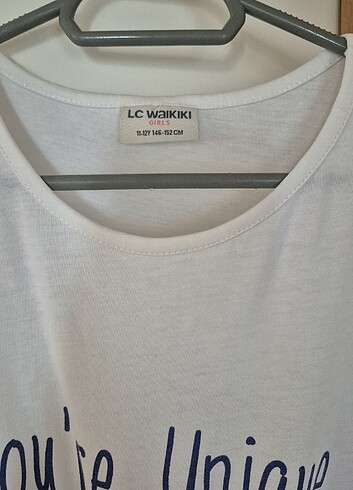 LC WAIKIKI
GIRLS
11-12Y 146-152 CM
ou're Unique